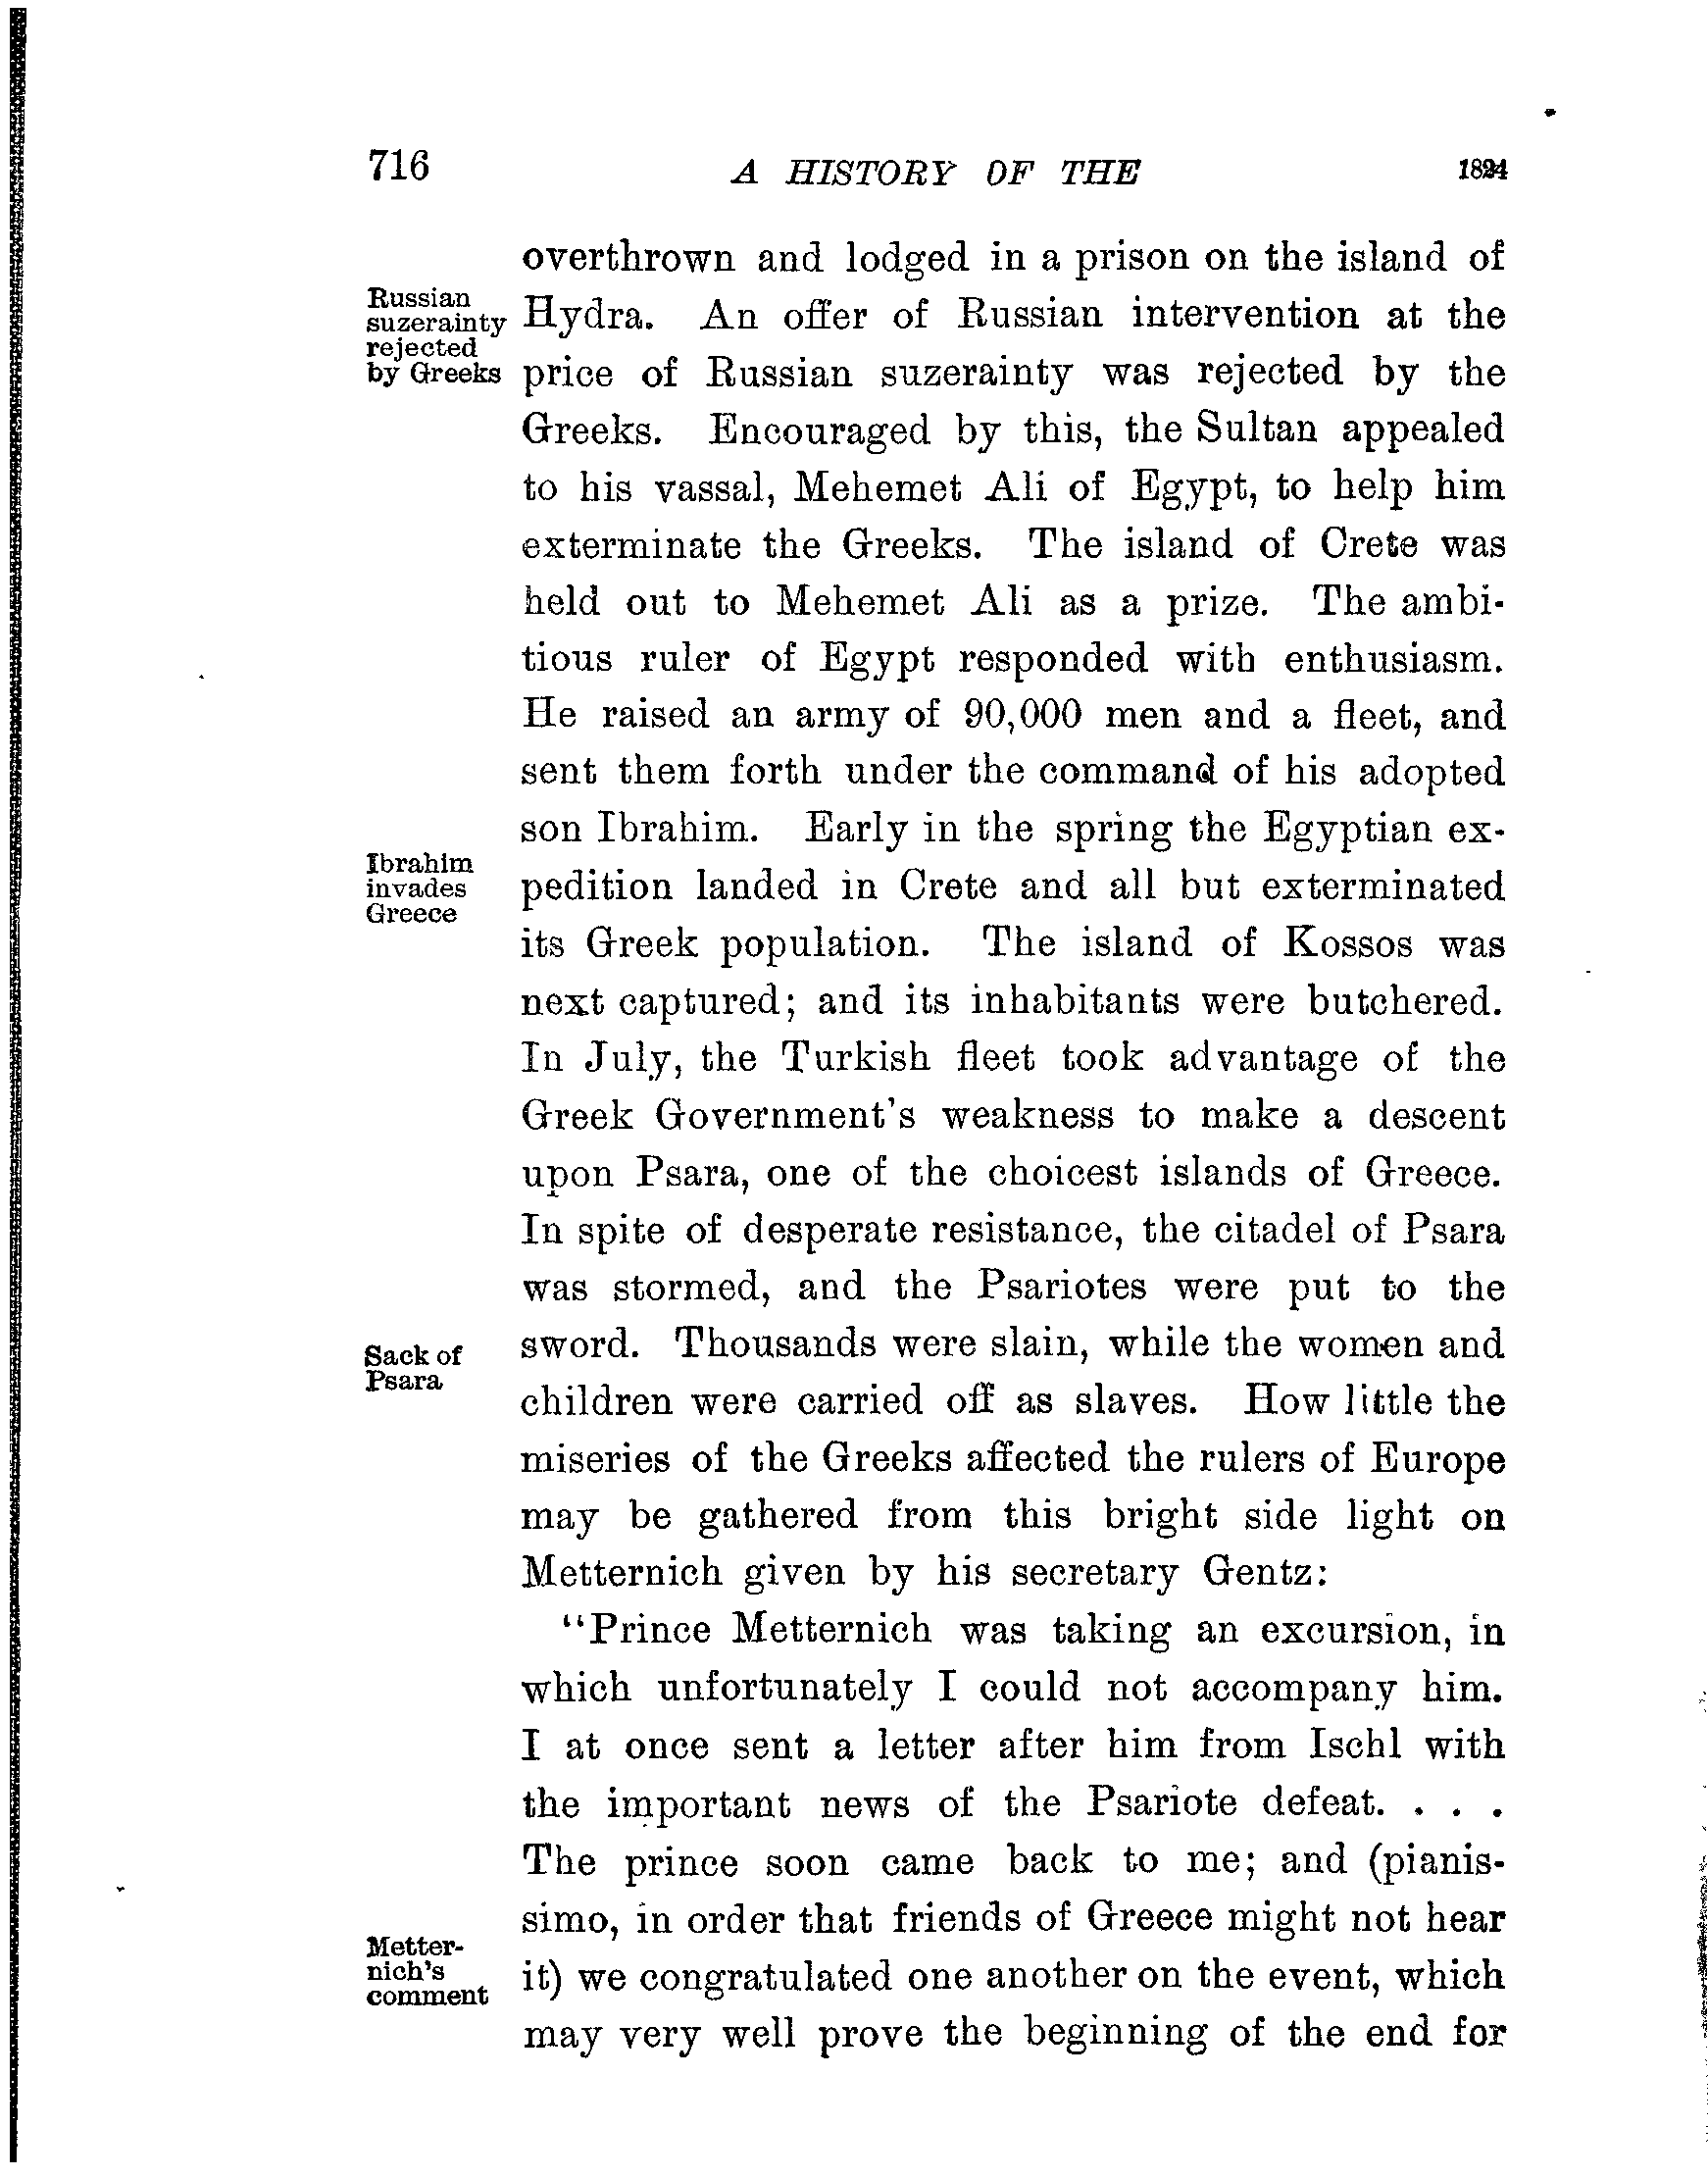 716
A HISTORY OF THE
1824
overthrown and lodged in a prison on the island of
Russian
suzerainty
rejected
by Greeks
Hydra. An offer of Russian intervention at the
price of Russian suzerainty was rejected by the
Greeks. Encouraged by this, the Sultan appealed
to his vassal, Mehemet Ali of Egypt, to help him
exterminate the Greeks. The island of Crete was
held out to Mehemet Ali as a prize. The ambi-
tious ruler of Egypt responded with enthusiasm.
He raised an army of 90,000 men and a fleet, and
sent them forth under the command of his adopted
son Ibrahim. Early in the spring the Egyptian ex-
Ibrahim
invades
Greece
pedition landed in Crete and all but exterminated
its Greek population. The island of Kossos was
next captured; and its inhabitants were butchered.
In July, the Turkish fleet took advantage of the
Greek Government's weakness to make a descent
upon Psara, one of the choicest islands of Greece.
In spite of desperate resistance, the citadel of Psara
was stormed, and the Psariotes were put to the
Sack of
Psara
sword. Thousands were slain, while the women and
children were carried off as slaves. How little the
miseries of the Greeks affected the rulers of Europe
may be gathered from this bright side light on
Metternich given by his secretary Gentz:
"Prince Metternich was taking an excursion, in
which unfortunately I could not accompany him.
I at once sent a letter after him from Ischl with
the important news of the Psariote defeat. . . .
The prince soon came back to me; and (pianis-
simo, in order that friends of Greece might not hear
Metter-
nich's
comment
it) we congratulated one another on the event, which
may very well prove the beginning of the end for